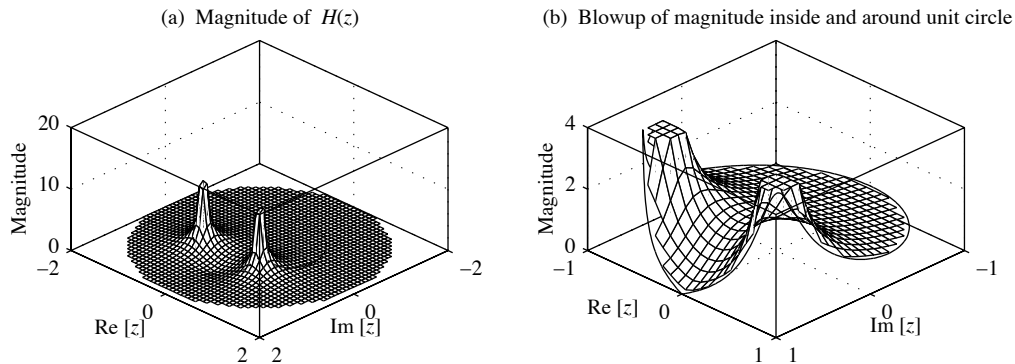 (a) Magnitude of H(z)
20
10
0
Magnitude
−2
0
2
Re [z]
−2
0
2
Im [z]
(b) Blowup of magnitude inside and around unit circle
4
2
0
Magnitude
−1
0
1
Re [z]
−1
0
1
Im [z]